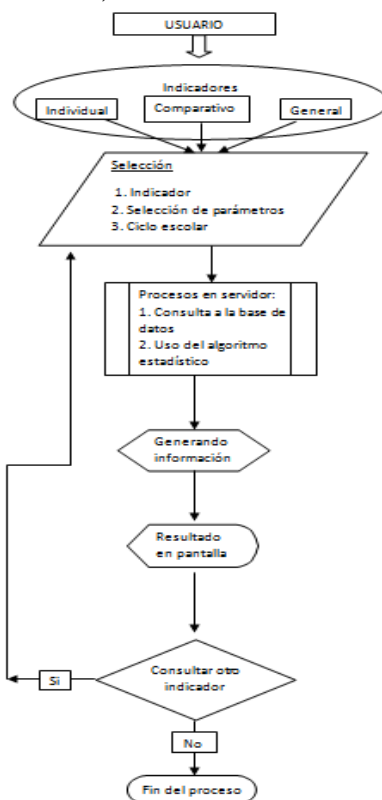 USUARIO
Indicadores
Individual
Comparativo
General
Selección
1. Indicador
2. Selección de parámetros
3. Ciclo escolar
Procesos en servidor:
1. Consulta a la base de
datos
2. Uso del algoritmo
estadístico
Generando
información
Resultado
en pantalla
Consultar otro
indicador
Si
No
Fin del proceso